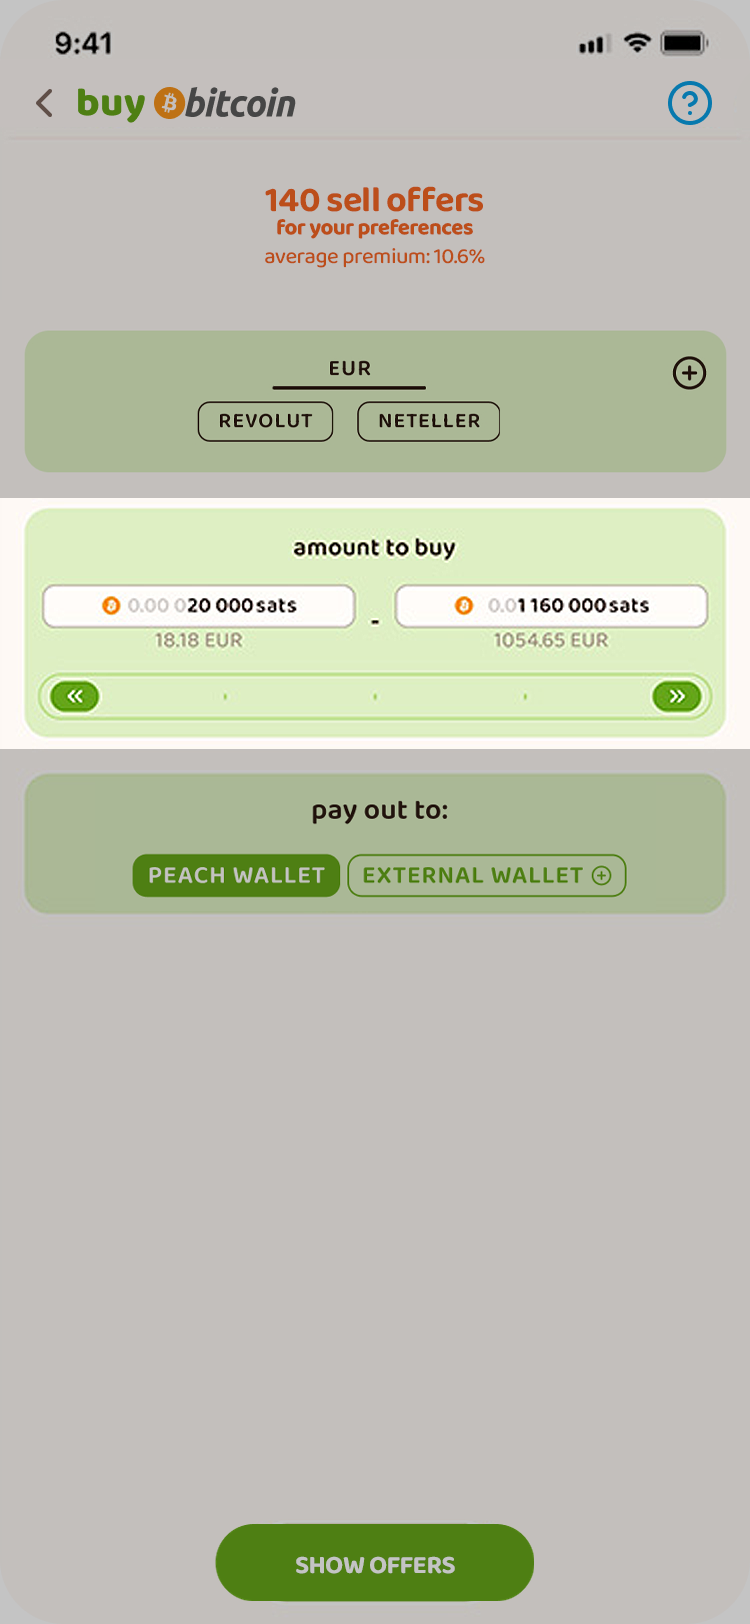 9:41
buy bitcoin
140 sell offers
for your preferences
average premium: 10.6%
EUR
REVOLUT NETELLER
amount to buy
0.00 020 000 sats - 0.01 160 000 sats
18.18 EUR 1054.65 EUR
pay out to:
PEACH WALLET EXTERNAL WALLET
SHOW OFFERS